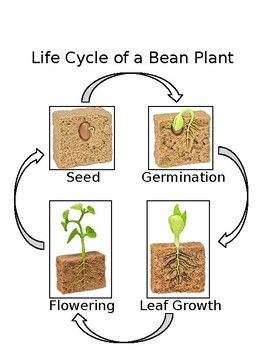 Life Cycle of a Bean Plant
Seed
Germination
Flowering
Leaf Growth